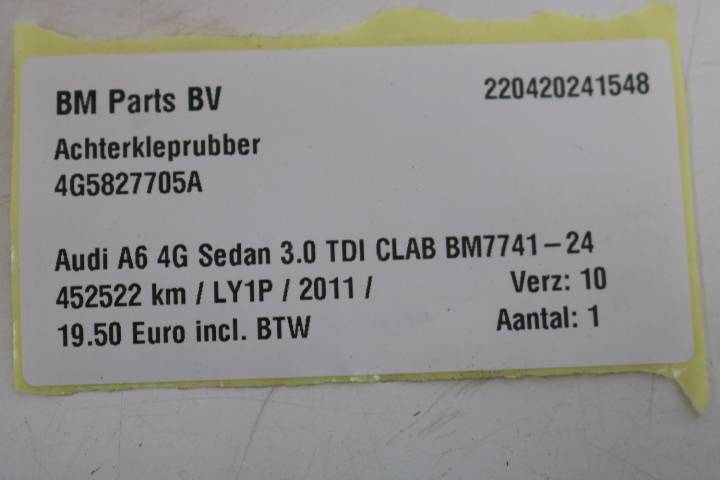 BM Parts BV 220420241548
Achterkleprubber
4G5827705A
Audi A6 4G Sedan 3.0 TDI CLAB BM7741-24
452522 km / LY1P / 2011 / Verz: 10
19.50 Euro incl. BTW Aantal: 1